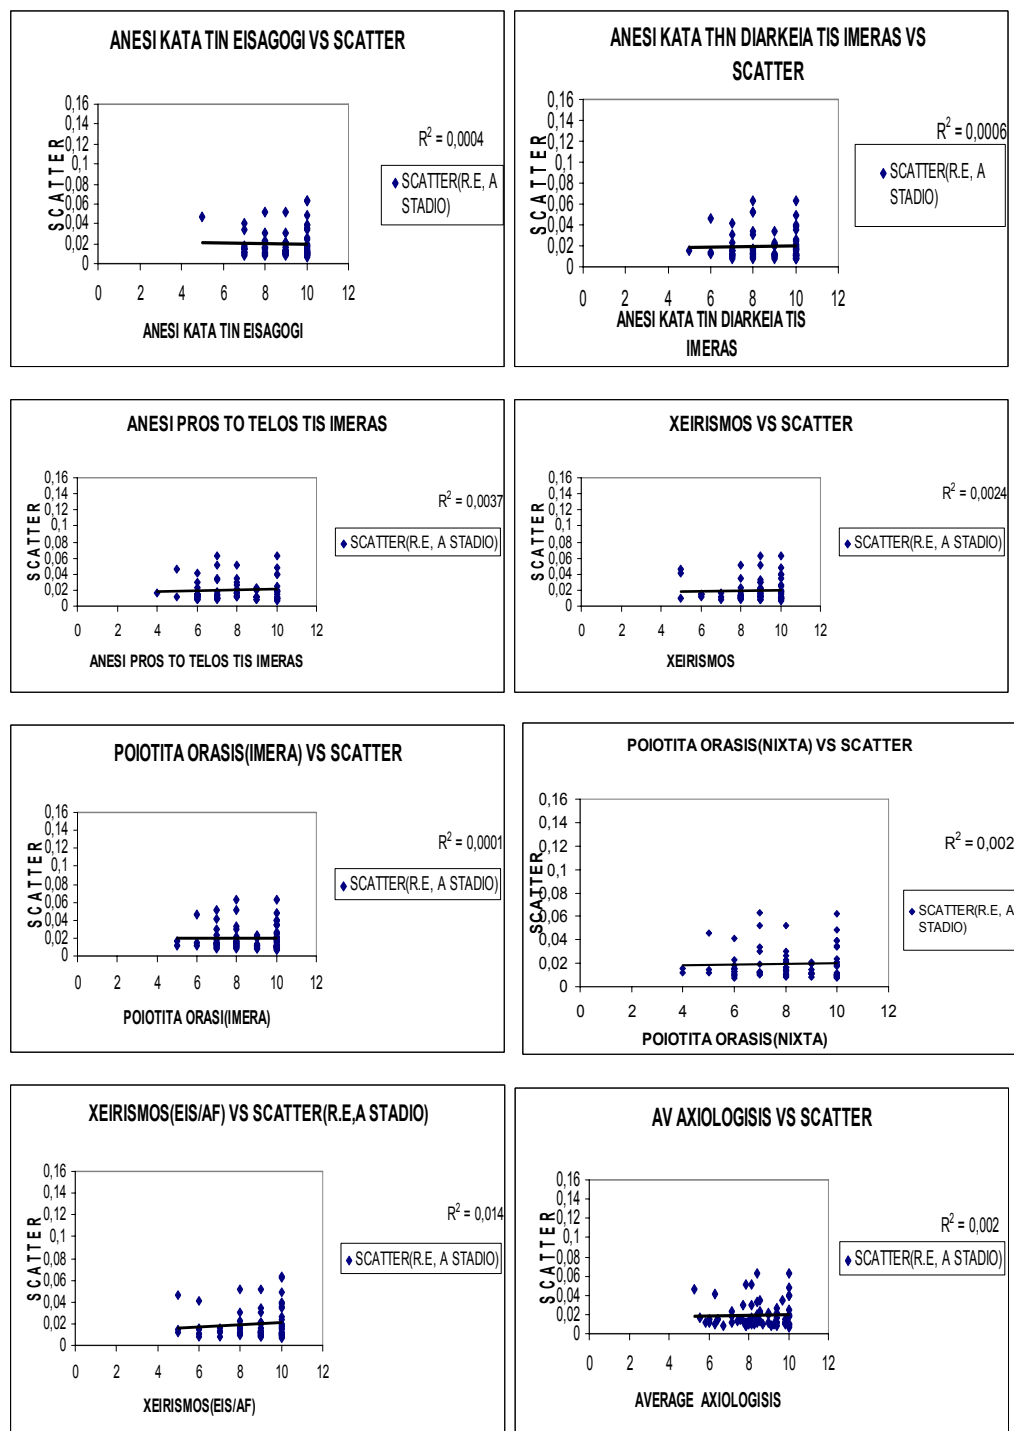 ANESI KATA TIN EISAGOGI VS SCATTER
0,16
0,14
0,12
0,1
0,08
0,06
0,04
0,02
0
SCATTER
0 2 4 6 8 10 12
ANESI KATA TIN EISAGOGI
R² = 0,0004
SCATTER(R.E, A
STADIO)
ANESI KATA THN DIARKEIA TIS IMERAS VS
SCATTER
0,16
0,14
0,12
0,1
0,08
0,06
0,04
0,02
0
SCATTER
0 2 4 6 8 10 12
ANESI KATA TIN DIARKEIA TIS
IMERAS
R² = 0,0006
SCATTER(R.E, A
STADIO)
ANESI PROS TO TELOS TIS IMERAS
0,16
0,14
0,12
0,1
0,08
0,06
0,04
0,02
0
SCATTER
0 2 4 6 8 10 12
ANESI PROS TO TELOS TIS IMERAS
R² = 0,0037
SCATTER(R.E, A STADIO)
XEIRISMOS VS SCATTER
0,16
0,14
0,12
0,1
0,08
0,06
0,04
0,02
0
SCATTER
0 2 4 6 8 10 12
XEIRISMOS
R² = 0,0024
SCATTER(R.E, A STADIO)
POIOTITA ORASIS(IMERA) VS SCATTER
0,16
0,14
0,12
0,1
0,08
0,06
0,04
0,02
0
SCATTER
0 2 4 6 8 10 12
POIOTITA ORASI(IMERA)
R² = 0,0001
SCATTER(R.E, A STADIO)
POIOTITA ORASIS(NIXTA) VS SCATTER
0,16
0,14
0,12
0,1
0,08
0,06
0,04
0,02
0
SCATTER
0 2 4 6 8 10 12
POIOTITA ORASIS(NIXTA)
R² = 0,002
SCATTER(R.E, A
STADIO)
XEIRISMOS(EIS/AF) VS SCATTER(R.E,A STADIO)
0,16
0,14
0,12
0,1
0,08
0,06
0,04
0,02
0
SCATTER
0 2 4 6 8 10 12
XEIRISMOS(EIS/AF)
R² = 0,014
SCATTER(R.E, A STADIO)
AV AXIOLOGISIS VS SCATTER
0,16
0,14
0,12
0,1
0,08
0,06
0,04
0,02
0
SCATTER
0 2 4 6 8 10 12
AVERAGE AXIOLOGISIS
R² = 0,002
SCATTER(R.E, A STADIO)